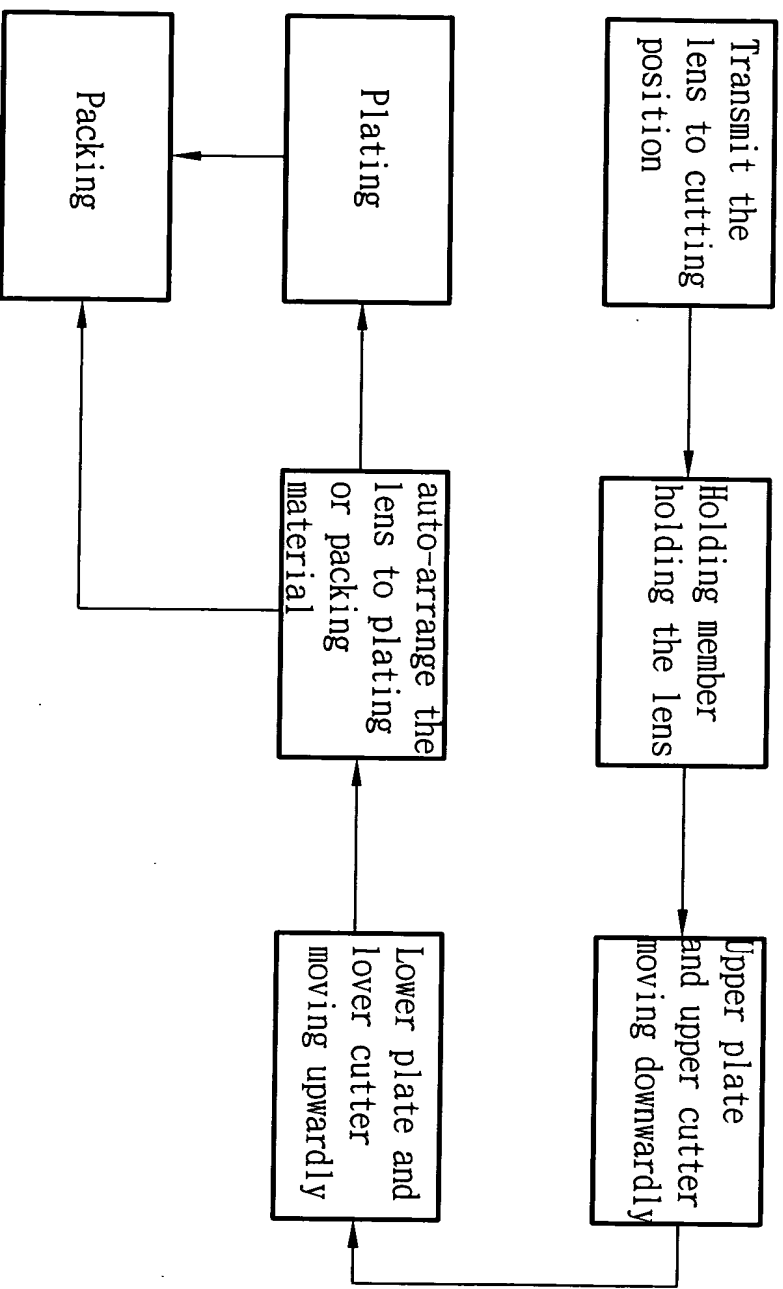 Transmit the
lens to cutting
position
Holding member
holding the lens
Upper plate
and upper cutter
moving downwardly
Lower plate and
lover cutter
moving upwardly
auto-arrange the
lens to plating
or packing
material
Plating
Packing